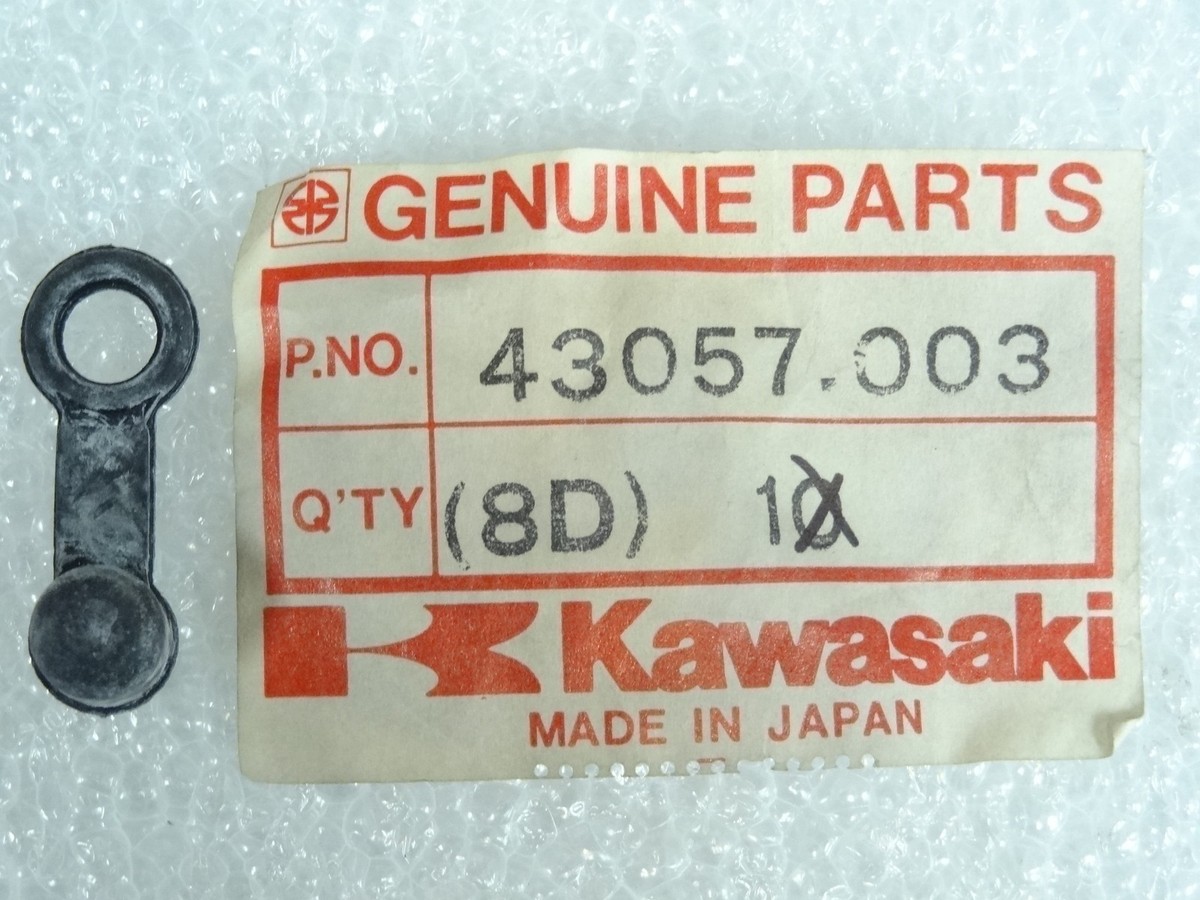 GENUINE PARTS
P.NO. 43057.003
Q'TY (8D) 10
Kawasaki
MADE IN JAPAN